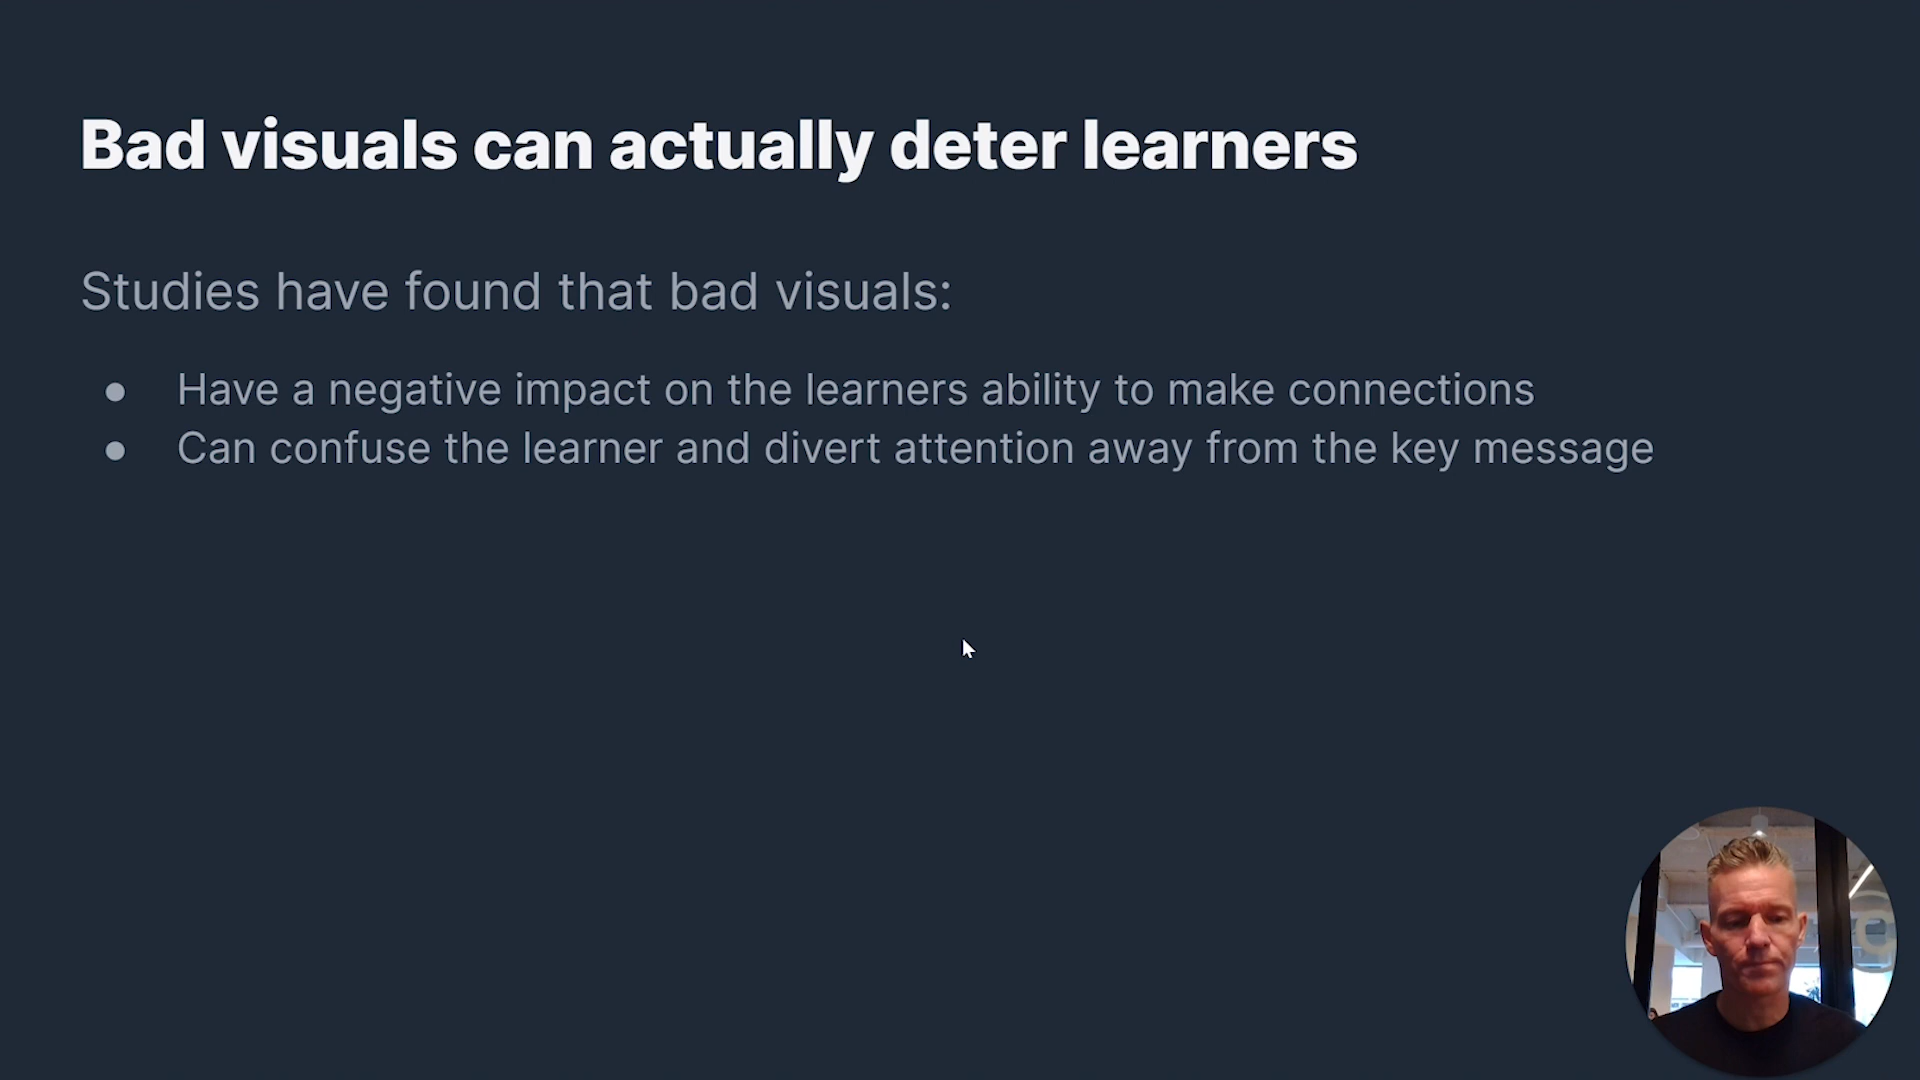 Bad visuals can actually deter learners
Studies have found that bad visuals:
● Have a negative impact on the learners ability to make connections
● Can confuse the learner and divert attention away from the key message